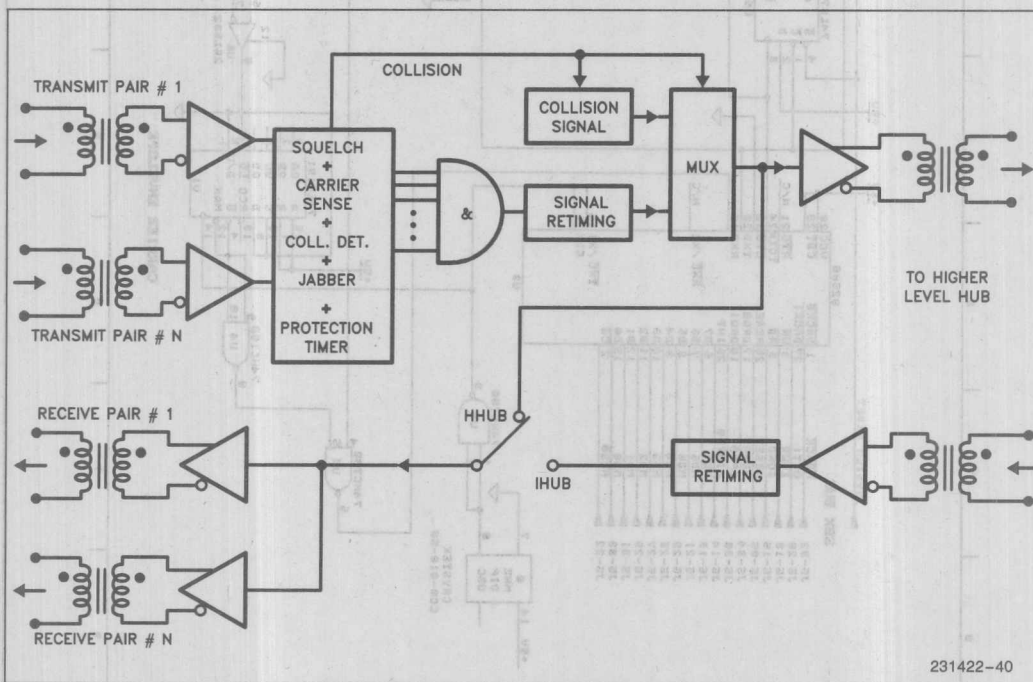 TRANSMIT PAIR # 1
COLLISION
COLLISION
SIGNAL
MUX
SQUELCH
+
CARRIER
SENSE
+
COLL. DET.
+
JABBER
+
PROTECTION
TIMER
&
SIGNAL
RETIMING
TRANSMIT PAIR # N
TO HIGHER
LEVEL HUB
RECEIVE PAIR # 1
HHUB
IHUB
SIGNAL
RETIMING
RECEIVE PAIR # N
231422-40